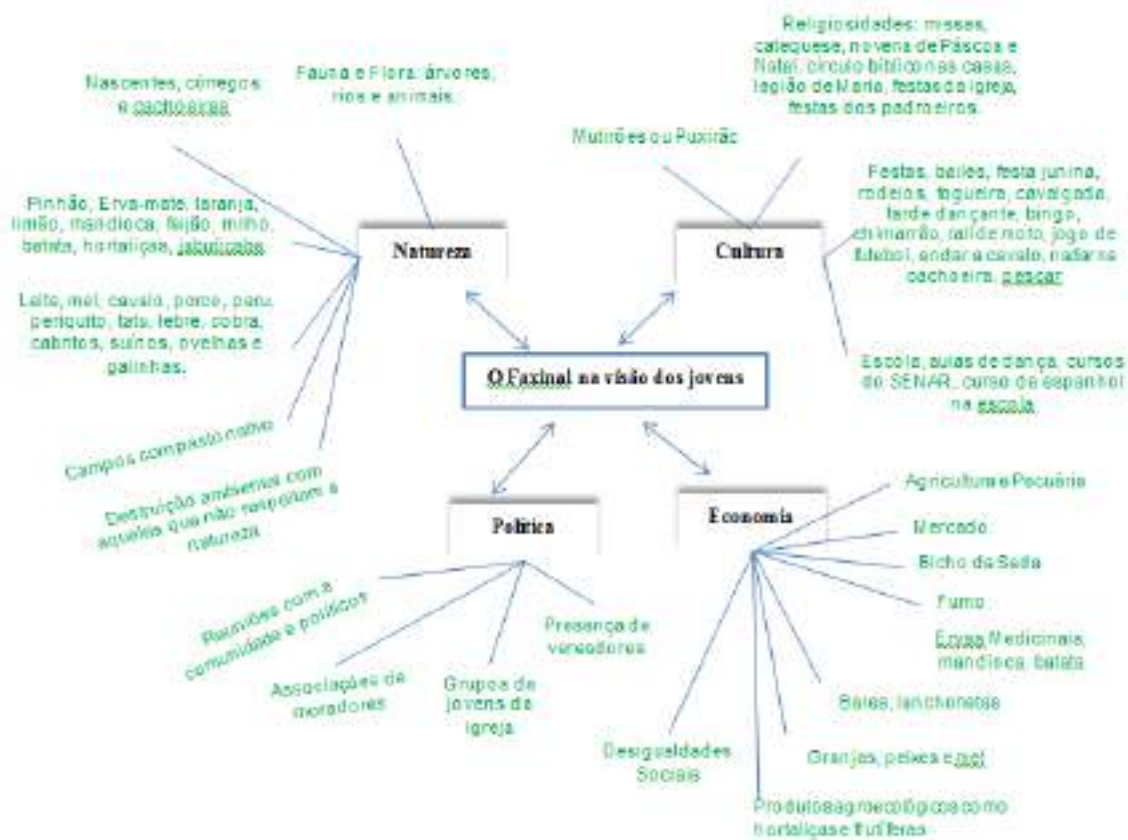 Religiosidades: missas,
catequese, novena de Páscoa e
Natal, círculo bíblico nas casas,
legião de Maria, festas da igreja,
festas dos padroeiros.
Nascentes, córregos
e cachoeiras
Fauna e Flora: árvores,
rios e animais.
Mutirões ou Puxirão
Pinhão, Erva-mate, laranja,
limão, mandioca, feijão, milho,
batata, hortaliças, jabuticaba
Natureza
Cultura
Festas, bailes, festa junina,
rodeios, fogueira, cavalgada,
tarde dançante, bingo,
chimarrão, rali de moto, jogo de
futebol, andar a cavalo, nadar na
cachoeira, pescar
Leite, mel, cavalo, porco, peru,
periquito, tatu, lebre, cobra,
cabritos, suínos, ovelhas e
galinhas.
O Faxinal na visão dos jovens
Escola, aulas de dança, cursos
do SENAR, curso de espanhol
na escola
Campos com pasto nativo
Destruição ambiental com
aqueles que não respeitam a
natureza
Política
Economia
Agricultura e Pecuária
Mercado
Bicho da Seda
Fumo
Ervas Medicinais,
mandioca, batata
Bares, lanchonetes
Granjas, peixes e mel
Produtos agroecológicos como
hortaliças e frutíferas
Desigualdades
Sociais
Reuniões com a
comunidade e políticos
Associações de
moradores
Grupos de
jovens da
igreja
Presença de
vereadores